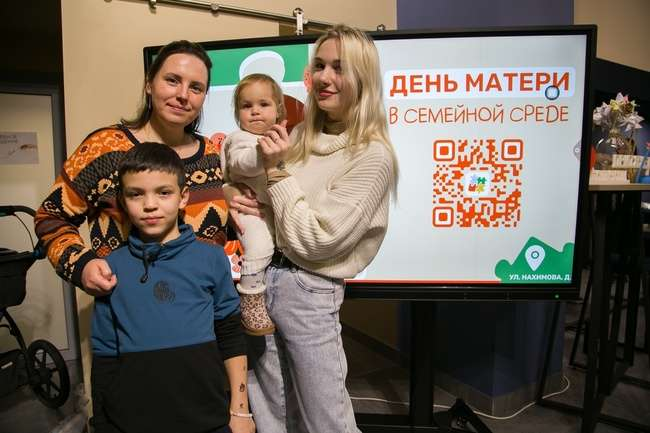 ДЕНЬ МАТЕРИ
В СЕМЕЙНОЙ СРЕДЕ
УЛ. НАХИМОВА, Д.